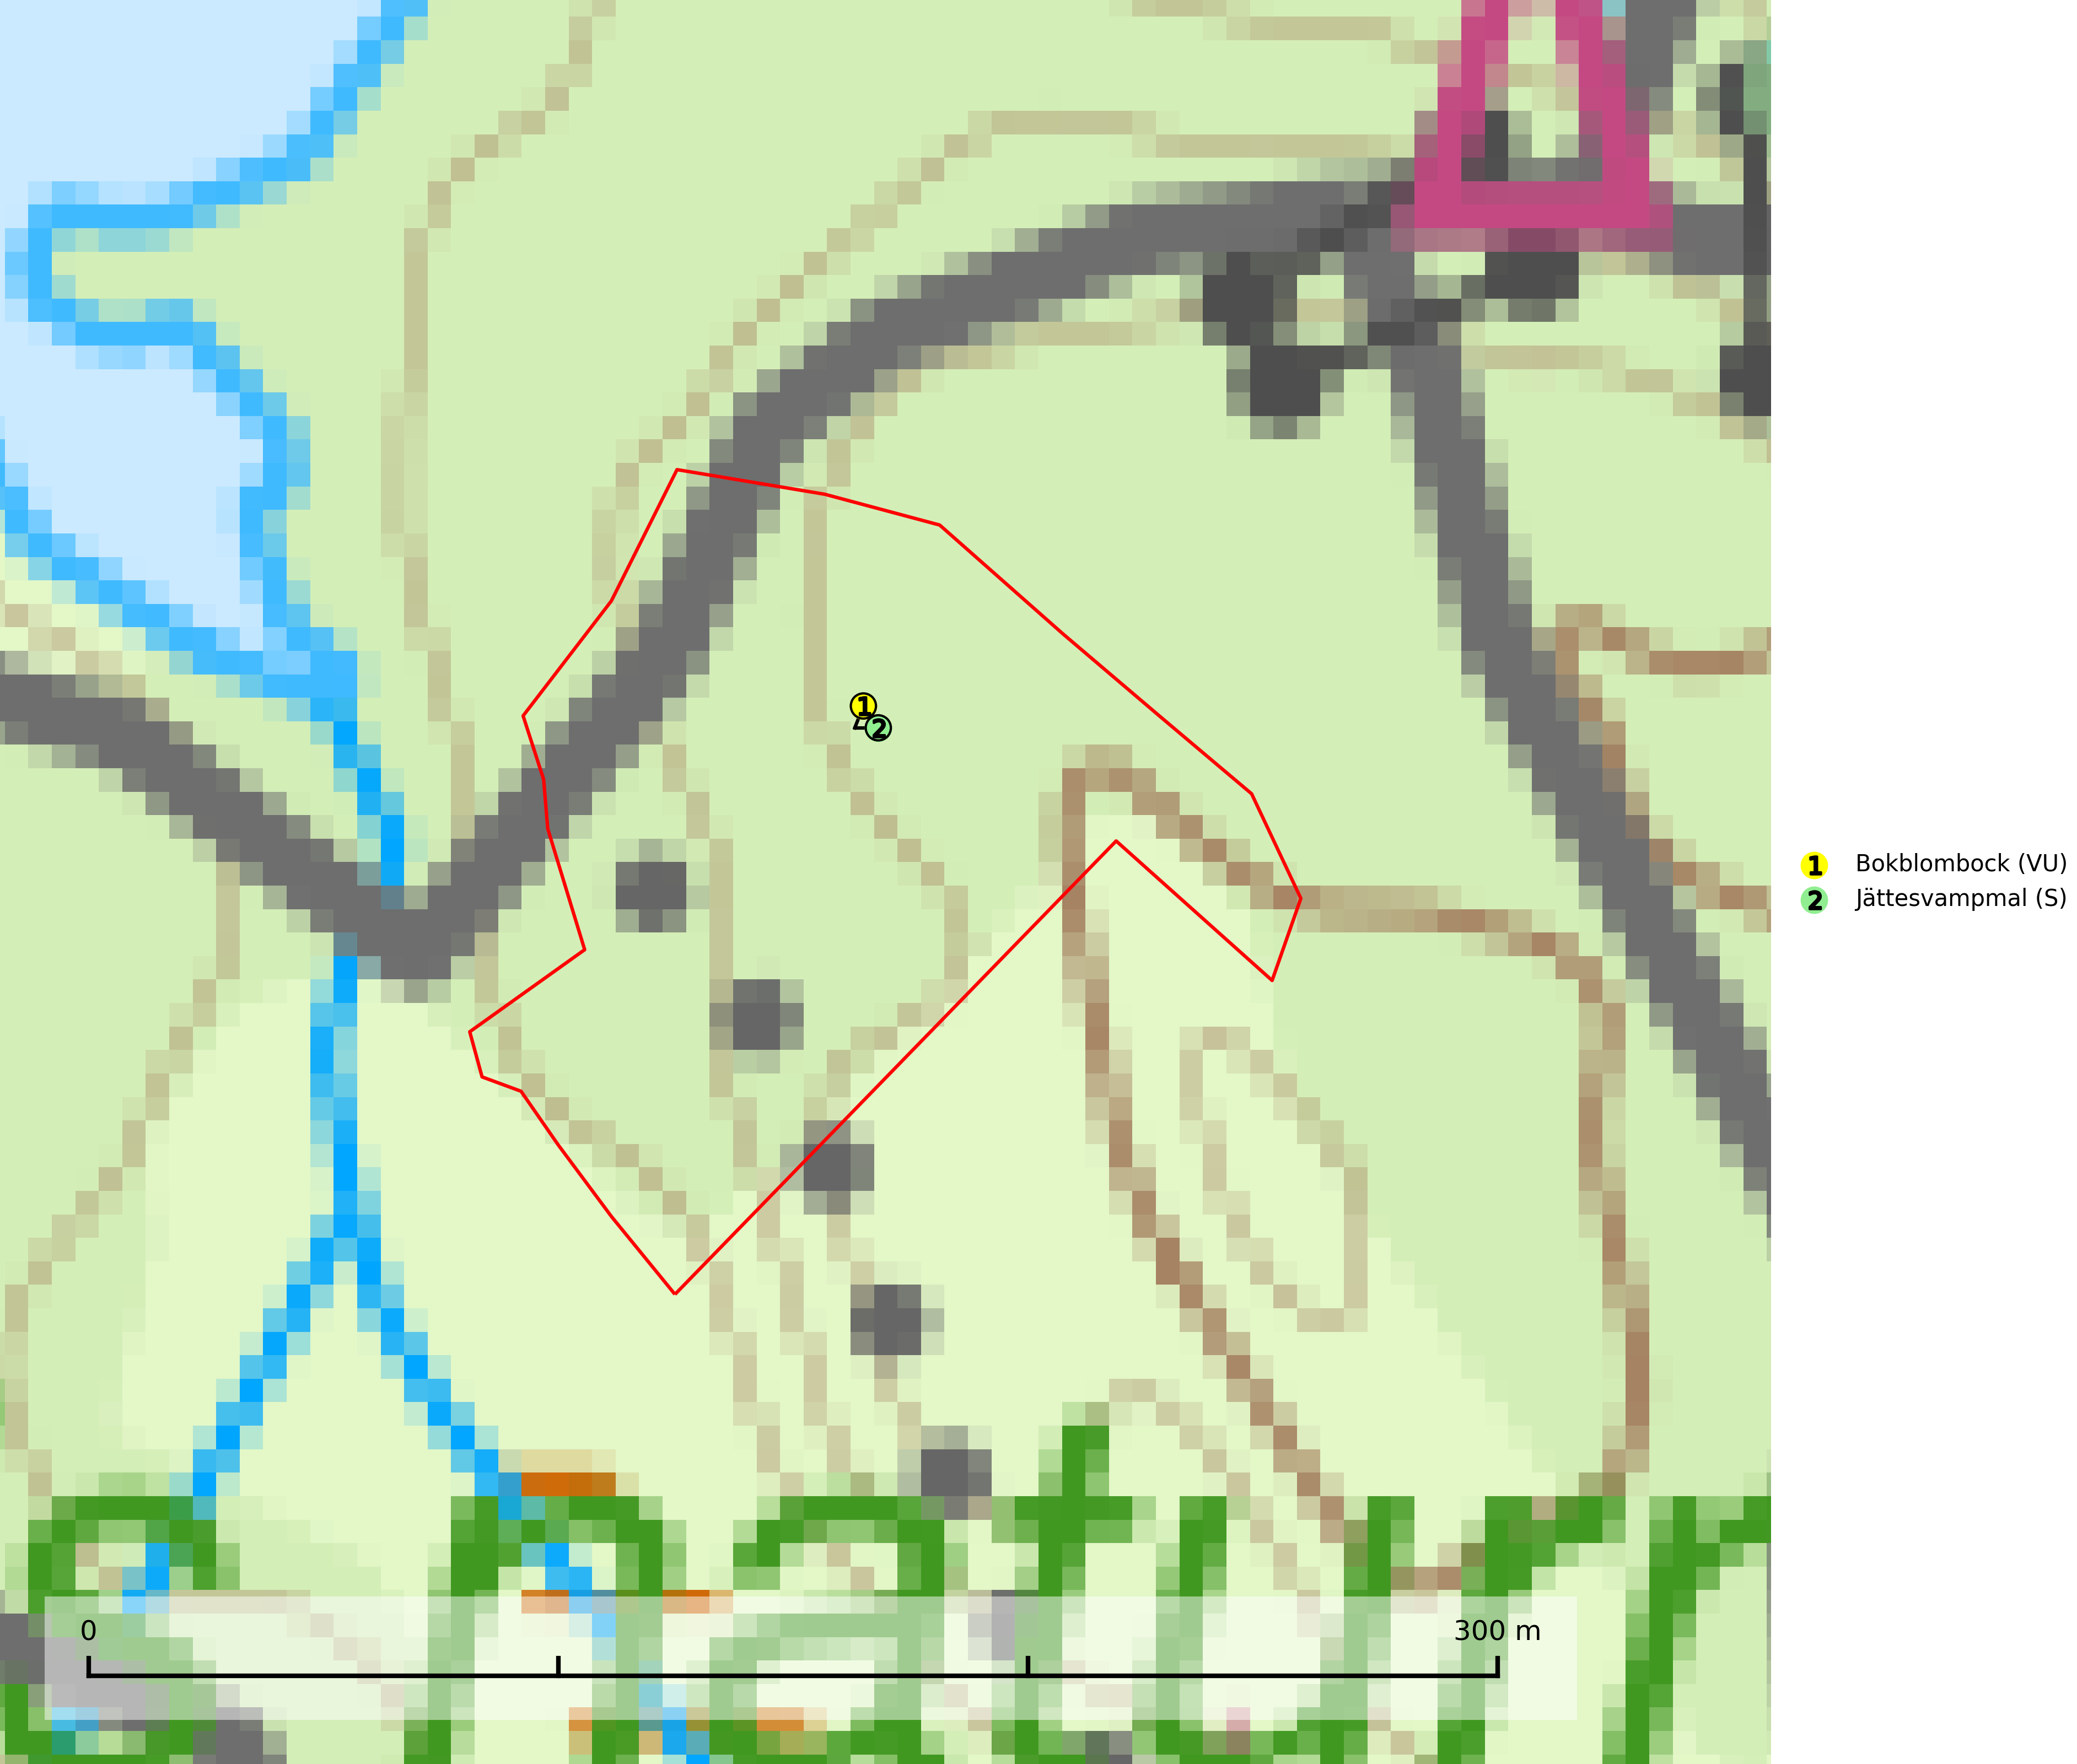 1
2
1 Bokblombock (VU)
2 Jättesvampmal (S)
0 300 m